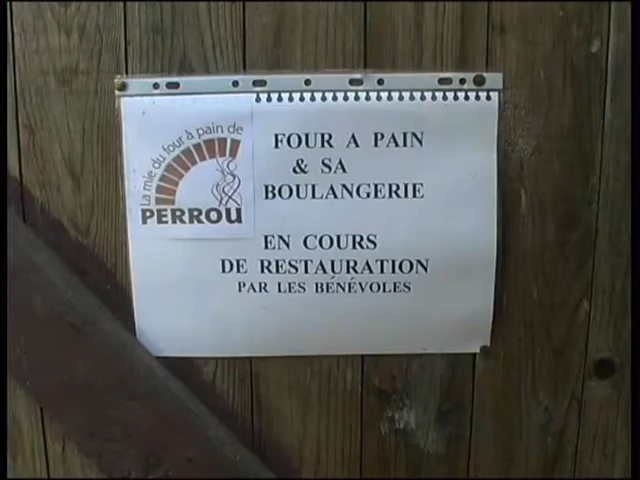 La mie du four à pain de
PERROU
FOUR A PAIN
& SA
BOULANGERIE
EN COURS
DE RESTAURATION
PAR LES BÉNÉVOLES